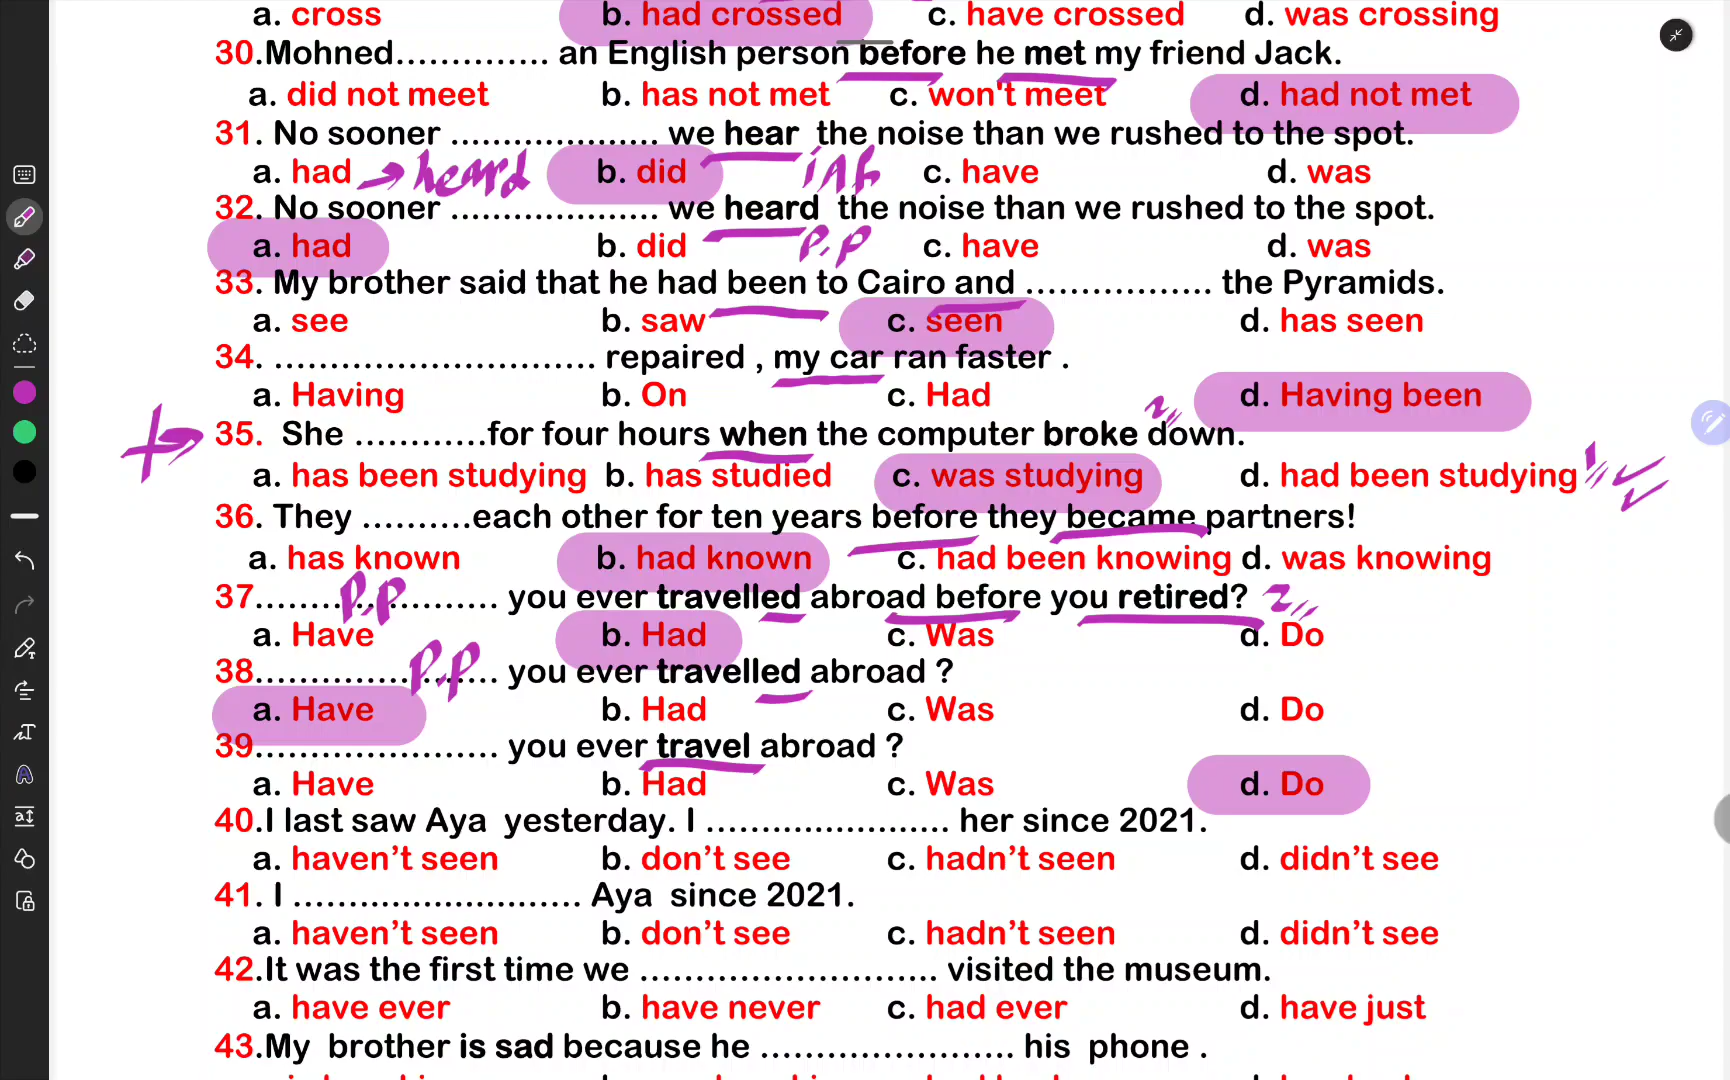 a. cross b. had crossed c. have crossed d. was crossing
30.Mohned.............. an English person before he met my friend Jack.
a. did not meet b. has not met c. won't meet d. had not met
31. No sooner ................... we hear the noise than we rushed to the spot.
a. had → heard b. did inf c. have d. was
32. No sooner ................... we heard the noise than we rushed to the spot.
a. had b. did p.p c. have d. was
33. My brother said that he had been to Cairo and ................. the Pyramids.
a. see b. saw c. seen d. has seen
34. ............................. repaired , my car ran faster .
a. Having b. On c. Had d. Having been
35. She ............for four hours when the computer broke down. 2
a. has been studying b. has studied c. was studying d. had been studying 1
36. They ..........each other for ten years before they became partners!
a. has known b. had known c. had been knowing d. was knowing
37...................... you ever travelled abroad before you retired? 2
p.p
a. Have b. Had c. Was d. Do
38...................... you ever travelled abroad ?
p.p
a. Have b. Had c. Was d. Do
39...................... you ever travel abroad ?
a. Have b. Had c. Was d. Do
40.I last saw Aya yesterday. I ...................... her since 2021.
a. haven’t seen b. don’t see c. hadn’t seen d. didn’t see
41. I .......................... Aya since 2021.
a. haven’t seen b. don’t see c. hadn’t seen d. didn’t see
42.It was the first time we ........................... visited the museum.
a. have ever b. have never c. had ever d. have just
43.My brother is sad because he ....................... his phone .